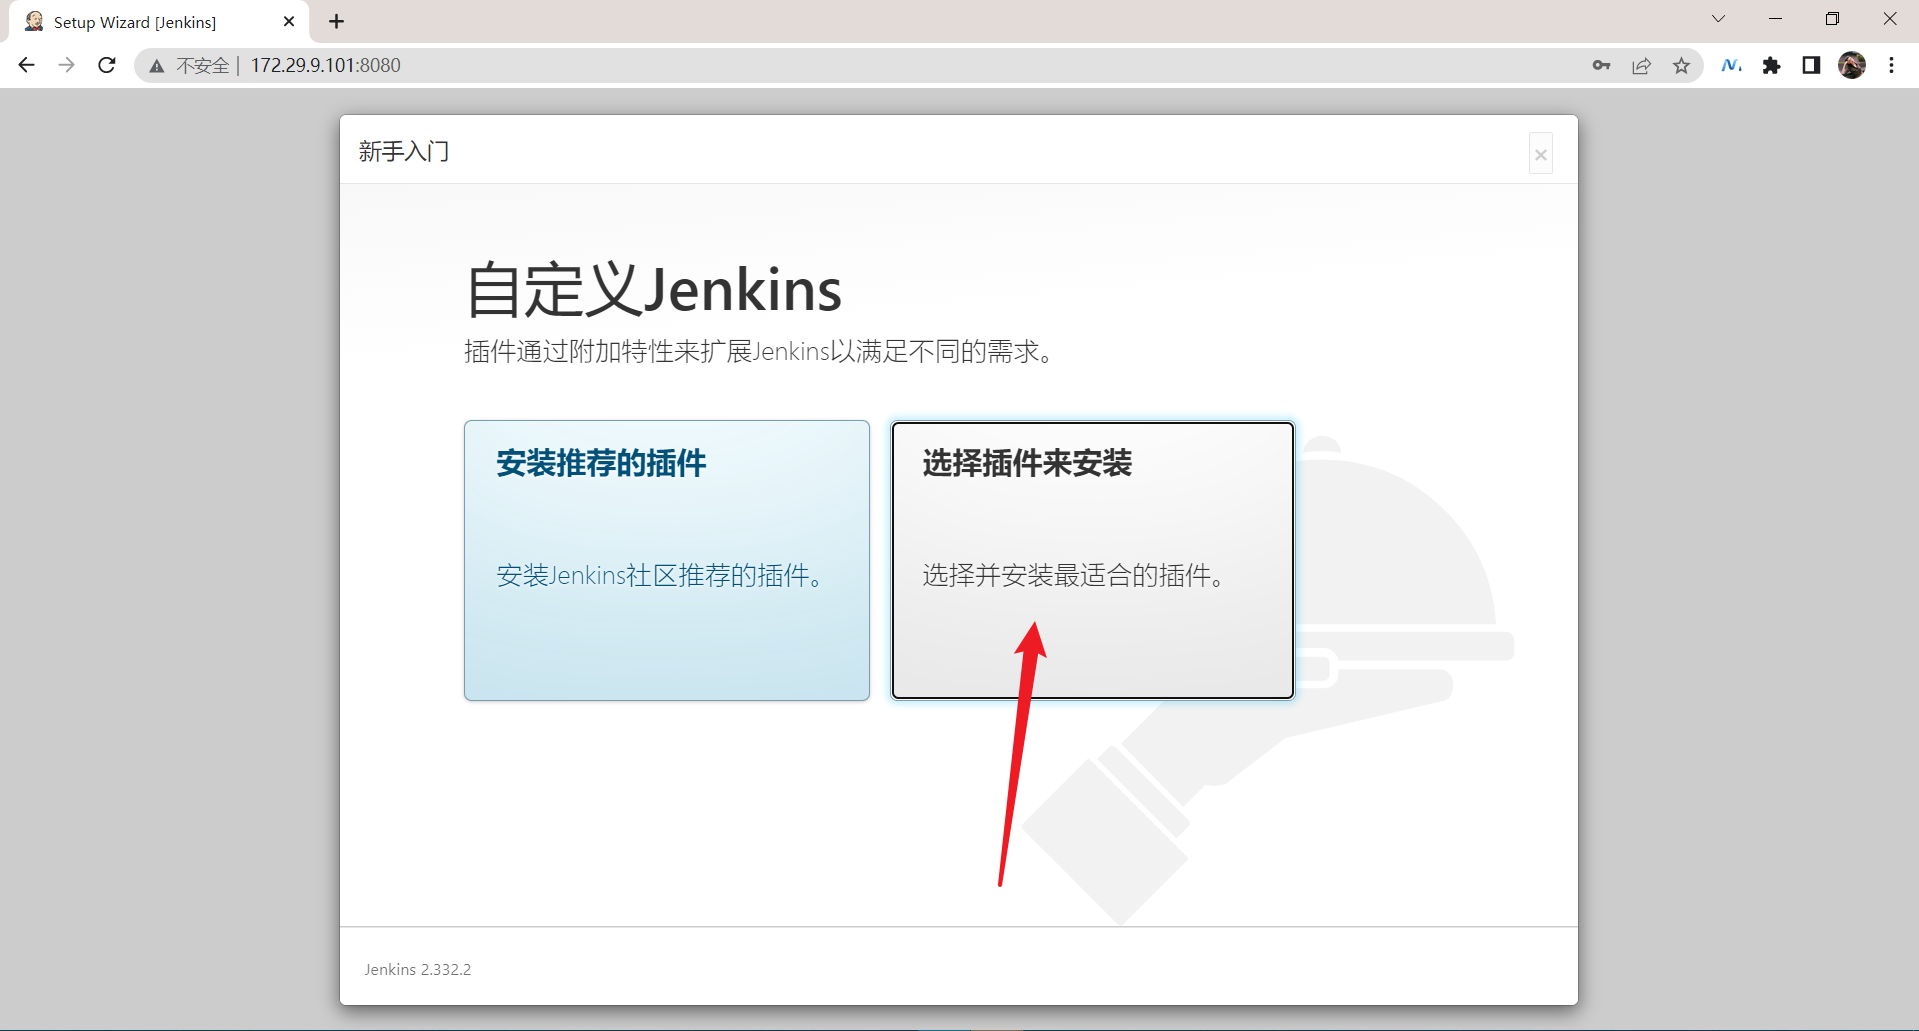 Setup Wizard [Jenkins]
不安全 | 172.29.9.101:8080
新手入门
自定义Jenkins
插件通过附加特性来扩展Jenkins以满足不同的需求。
安装推荐的插件
安装Jenkins社区推荐的插件。
选择插件来安装
选择并安装最适合的插件。
Jenkins 2.332.2